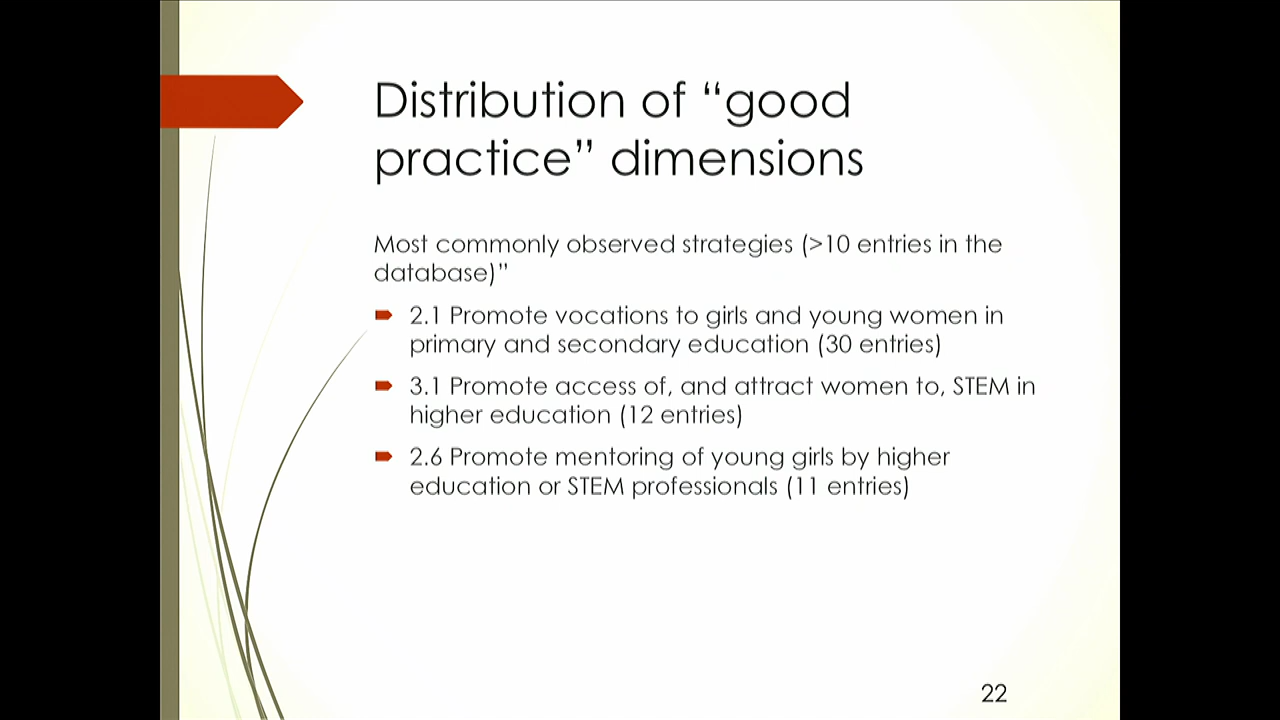 Distribution of “good
practice” dimensions
Most commonly observed strategies (>10 entries in the
database)”
2.1 Promote vocations to girls and young women in
primary and secondary education (30 entries)
3.1 Promote access of, and attract women to, STEM in
higher education (12 entries)
2.6 Promote mentoring of young girls by higher
education or STEM professionals (11 entries)
22